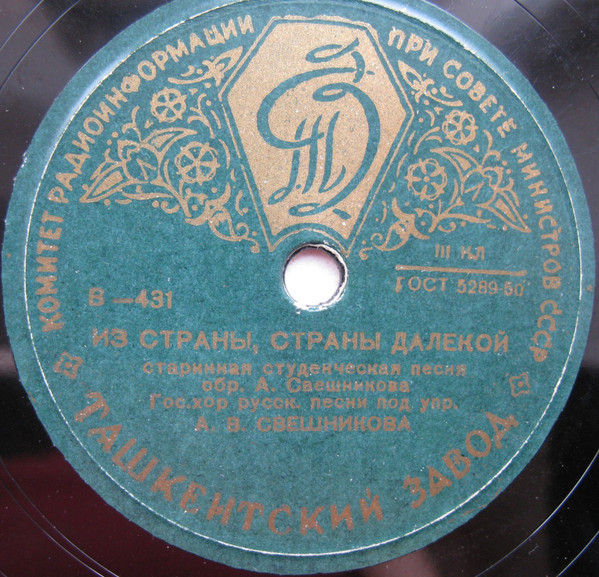 КОМИТЕТ РАДИОИНФОРМАЦИИ ПРИ СОВЕТЕ МИНИСТРОВ СССР
III КЛ
ГОСТ 5289-50
В-431
ИЗ СТРАНЫ, СТРАНЫ ДАЛЕКОЙ
старинная студенческая песня
обр. А. Свешникова
Гос.хор русск. песни под упр.
А. В. СВЕШНИКОВА
ТАШКЕНТСКИЙ ЗАВОД